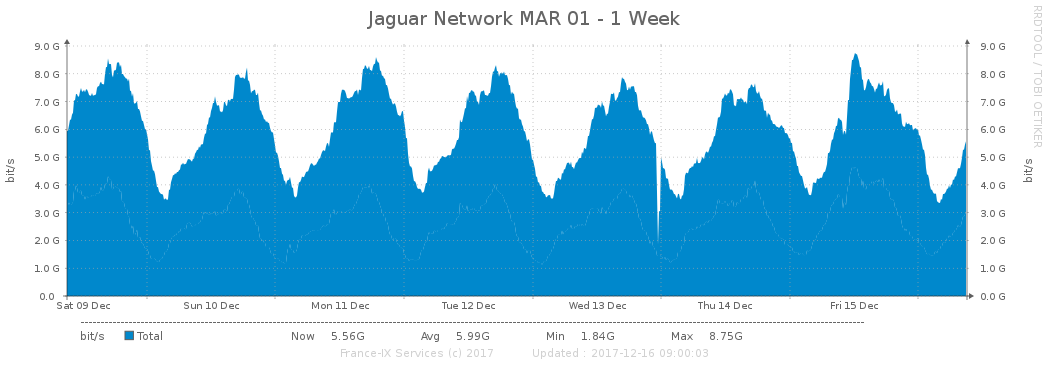 Jaguar Network MAR 01 - 1 Week
RRDTOOL / TOBI OETIKER
bit/s
9.0 G 9.0 G
8.0 G 8.0 G
7.0 G 7.0 G
6.0 G 6.0 G
5.0 G 5.0 G
4.0 G 4.0 G
3.0 G 3.0 G
2.0 G 2.0 G
1.0 G 1.0 G
0.0 0.0 G
bit/s
Sat 09 Dec Sun 10 Dec Mon 11 Dec Tue 12 Dec Wed 13 Dec Thu 14 Dec Fri 15 Dec
bit/s Total Now 5.56G Avg 5.99G Min 1.84G Max 8.75G
France-IX Services (c) 2017 Updated : 2017-12-16 09:00:03